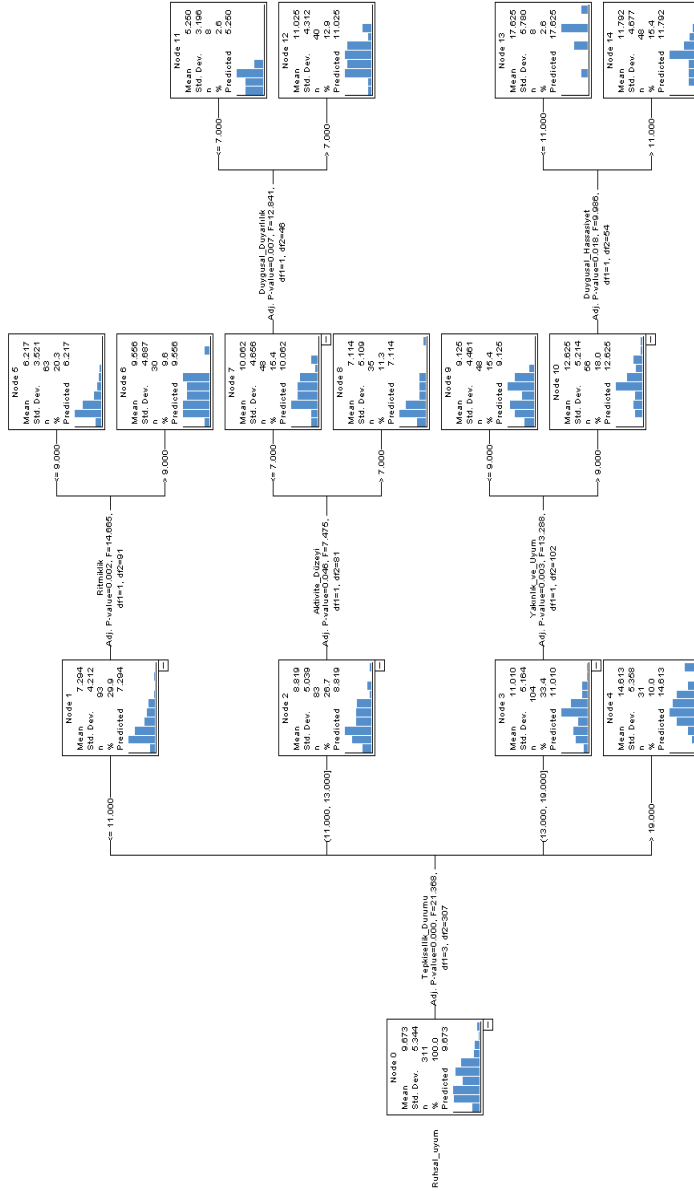 Ruhsal_uyum
Node 0
Mean 9.673
Std. Dev. 5.344
n 311
% 100.0
Predicted 9.673
Tepkisellik_Durumu
Adj. P-value=0.000, F=21.368,
df1=3, df2=307
<= 11.000
(11.000, 13.000]
(13.000, 19.000]
> 19.000
Node 1
Mean 7.294
Std. Dev. 4.212
n 93
% 29.9
Predicted 7.294
Node 2
Mean 8.819
Std. Dev. 5.039
n 83
% 26.7
Predicted 8.819
Node 3
Mean 11.010
Std. Dev. 5.164
n 104
% 33.4
Predicted 11.010
Node 4
Mean 14.613
Std. Dev. 5.358
n 31
% 10.0
Predicted 14.613
Ritmiklik
Adj. P-value=0.002, F=14.665,
df1=1, df2=91
<= 9.000
> 9.000
Aktivite_Düzeyi
Adj. P-value=0.046, F=7.475,
df1=1, df2=81
<= 7.000
> 7.000
Yakınlık_ve_Uyum
Adj. P-value=0.003, F=13.288,
df1=1, df2=102
<= 9.000
> 9.000
Node 5
Mean 6.217
Std. Dev. 3.521
n 63
% 20.3
Predicted 6.217
Node 6
Mean 9.556
Std. Dev. 4.687
n 30
% 9.6
Predicted 9.556
Node 7
Mean 10.062
Std. Dev. 4.656
n 48
% 15.4
Predicted 10.062
Node 8
Mean 7.114
Std. Dev. 5.109
n 35
% 11.3
Predicted 7.114
Node 9
Mean 9.125
Std. Dev. 4.461
n 48
% 15.4
Predicted 9.125
Node 10
Mean 12.625
Std. Dev. 5.214
n 56
% 18.0
Predicted 12.625
Duygusal_Duyarlılık
Adj. P-value=0.007, F=12.841,
df1=1, df2=46
<= 7.000
> 7.000
Duygusal_Hassasiyet
Adj. P-value=0.018, F=9.986,
df1=1, df2=54
<= 11.000
> 11.000
Node 11
Mean 5.250
Std. Dev. 3.196
n 8
% 2.6
Predicted 5.250
Node 12
Mean 11.025
Std. Dev. 4.312
n 40
% 12.9
Predicted 11.025
Node 13
Mean 17.625
Std. Dev. 5.780
n 8
% 2.6
Predicted 17.625
Node 14
Mean 11.792
Std. Dev. 4.677
n 48
% 15.4
Predicted 11.792